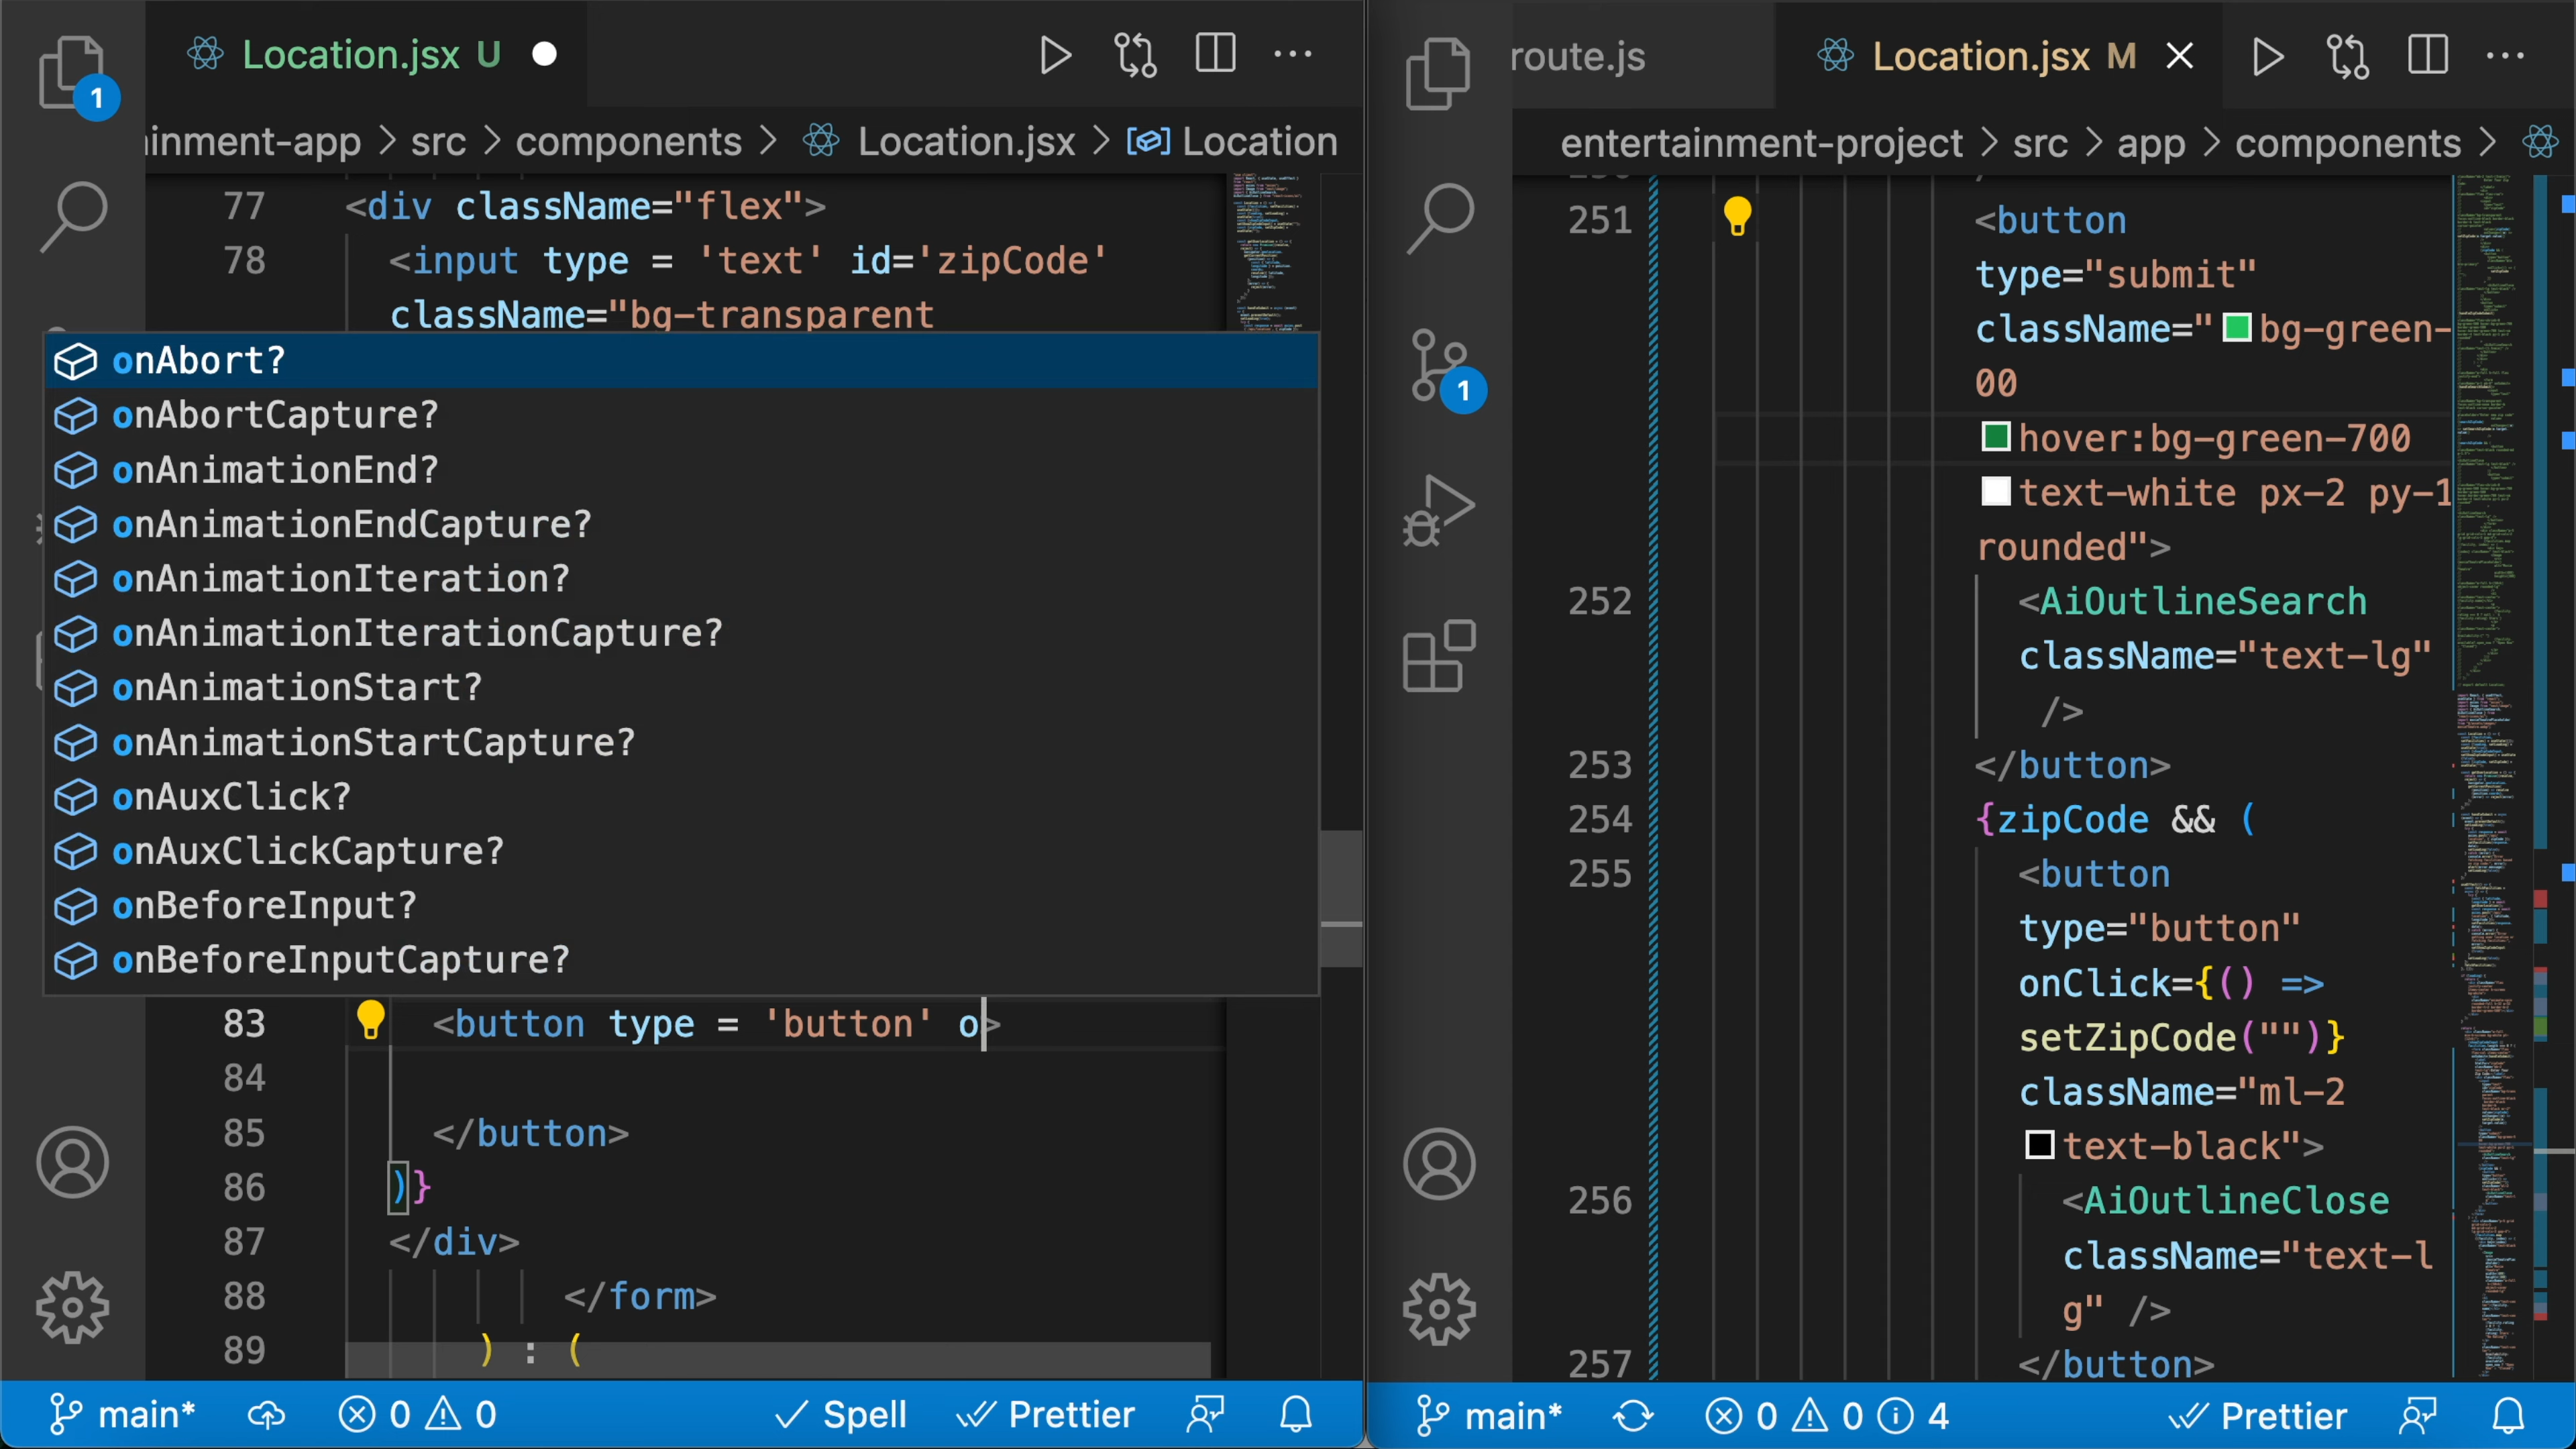 1
Location.jsx U
inment-app > src > components > Location.jsx > Location
77 <div className="flex">
78 <input type = 'text' id='zipCode'
className="bg-transparent
onAbort?
onAbortCapture?
onAnimationEnd?
onAnimationEndCapture?
onAnimationIteration?
onAnimationIterationCapture?
onAnimationStart?
onAnimationStartCapture?
onAuxClick?
onAuxClickCapture?
onBeforeInput?
onBeforeInputCapture?
83 <button type = 'button' o>
84
85 </button>
86 )}
87 </div>
88 </form>
89 ) : (
main* 0 0 Spell Prettier
route.js Location.jsx M
entertainment-project > src > app > components >
1
251 <button
type="submit"
className="bg-green-
00
hover:bg-green-700
text-white px-2 py-1
rounded">
252 <AiOutlineSearch
className="text-lg"
/>
253 </button>
254 {zipCode && (
255 <button
type="button"
onClick={() =>
setZipCode("")}
className="ml-2
text-black">
256 <AiOutlineClose
className="text-l
g" />
257 </button>
main* 0 0 4 Prettier